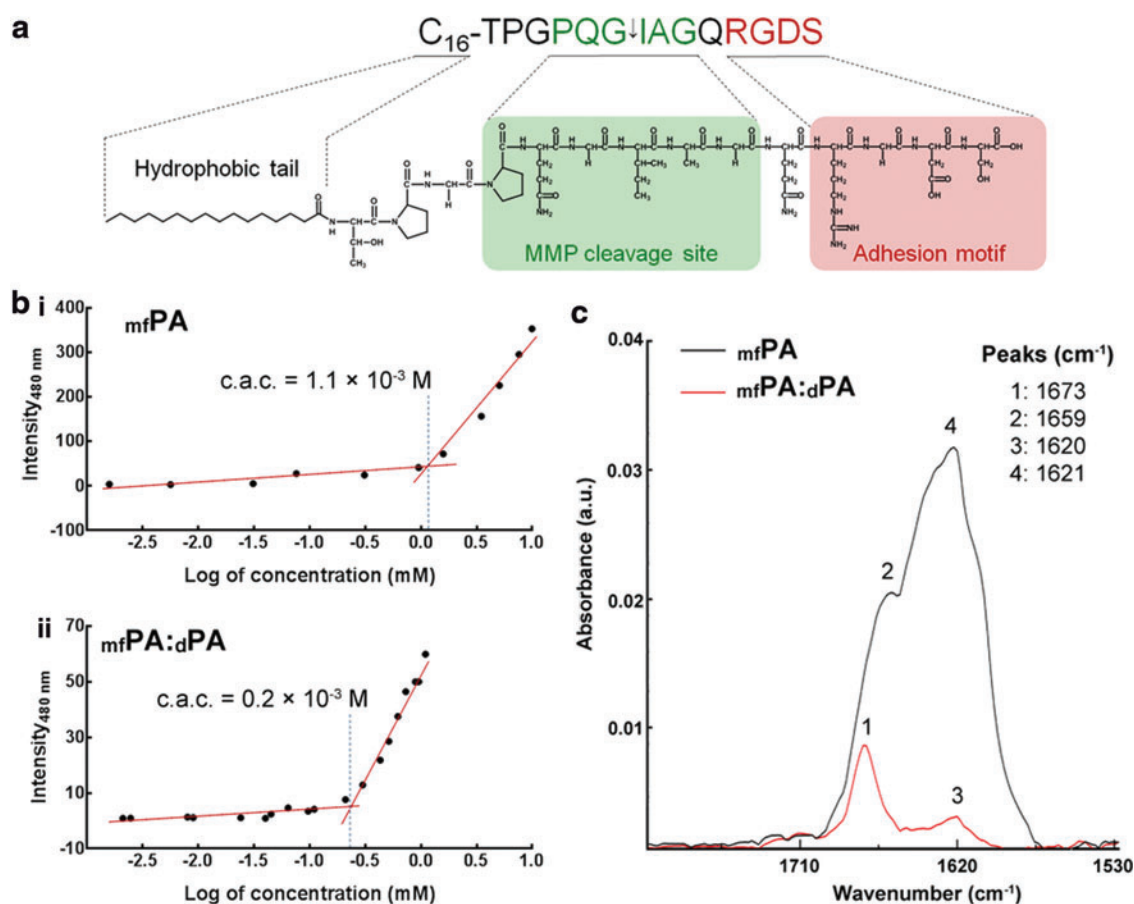 a
C16-TPGPQG↓IAGQRGDS
Hydrophobic tail
MMP cleavage site
Adhesion motif
b i
mfPA
c.a.c. = 1.1 × 10-3 M
Intensity480 nm
400
300
200
100
0
-100
-2.5 -2.0 -1.5 -1.0 -0.5 0.0 0.5 1.0
Log of concentration (mM)
ii
mfPA:dPA
c.a.c. = 0.2 × 10-3 M
Intensity480 nm
70
50
30
10
-10
-2.5 -2.0 -1.5 -1.0 -0.5 0.0 0.5 1.0
Log of concentration (mM)
c
mfPA
mfPA:dPA
Peaks (cm-1)
1: 1673
2: 1659
3: 1620
4: 1621
Absorbance (a.u.)
0.04
0.03
0.02
0.01
0
1
2
3
4
1710 1620 1530
Wavenumber (cm-1)